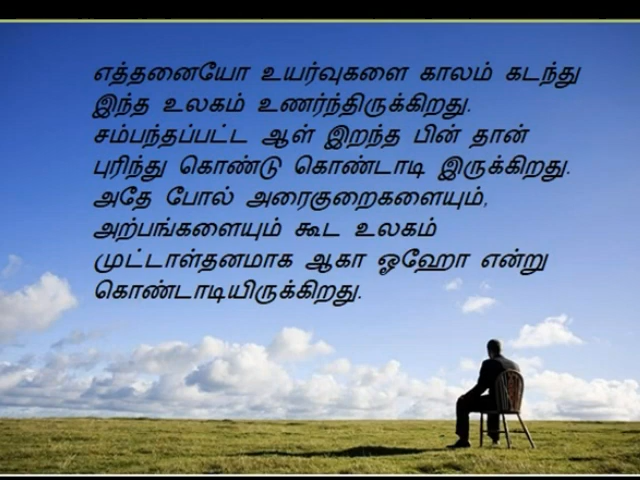 எத்தனையோ உயர்வுகளை காலம் கடந்து
இந்த உலகம் உணர்ந்திருக்கிறது.
சம்பந்தப்பட்ட ஆள் இறந்த பின் தான்
புரிந்து கொண்டு கொண்டாடி இருக்கிறது.
அதே போல் அரைகுறைகளையும்,
அற்பங்களையும் கூட உலகம்
முட்டாள்தனமாக ஆகா ஓஹோ என்று
கொண்டாடியிருக்கிறது.